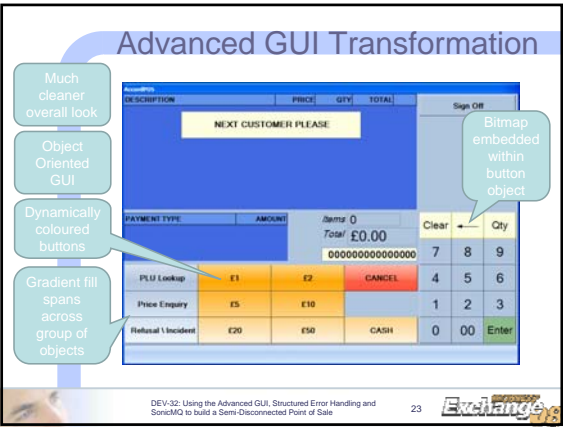 Advanced GUI Transformation
Much
cleaner
overall look
Object
Oriented
GUI
Dynamically
coloured
buttons
Gradient fill
spans
across
group of
objects
Bitmap
embedded
within
button
object
AccordPOS
DESCRIPTION PRICE QTY TOTAL
NEXT CUSTOMER PLEASE
Sign Off
PAYMENT TYPE AMOUNT
Items 0
Total £0.00
000000000000000
Clear ← Qty
7 8 9
PLU Lookup £1 £2 CANCEL 4 5 6
Price Enquiry £5 £10 1 2 3
Refusal \ Incident £20 £50 CASH 0 00 Enter
DEV-32: Using the Advanced GUI, Structured Error Handling and
SonicMQ to build a Semi-Disconnected Point of Sale
23
Exchange
08